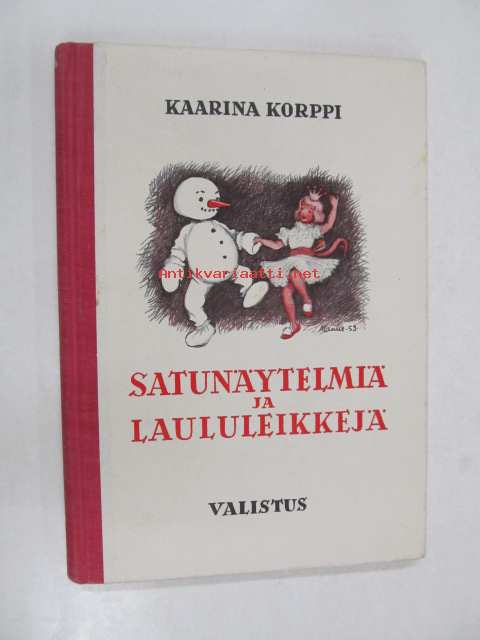 KAARINA KORPPI
Antikvariaatti.net
SATUNÄYTELMIÄ
JA
LAULULEIKKEJÄ
VALISTUS